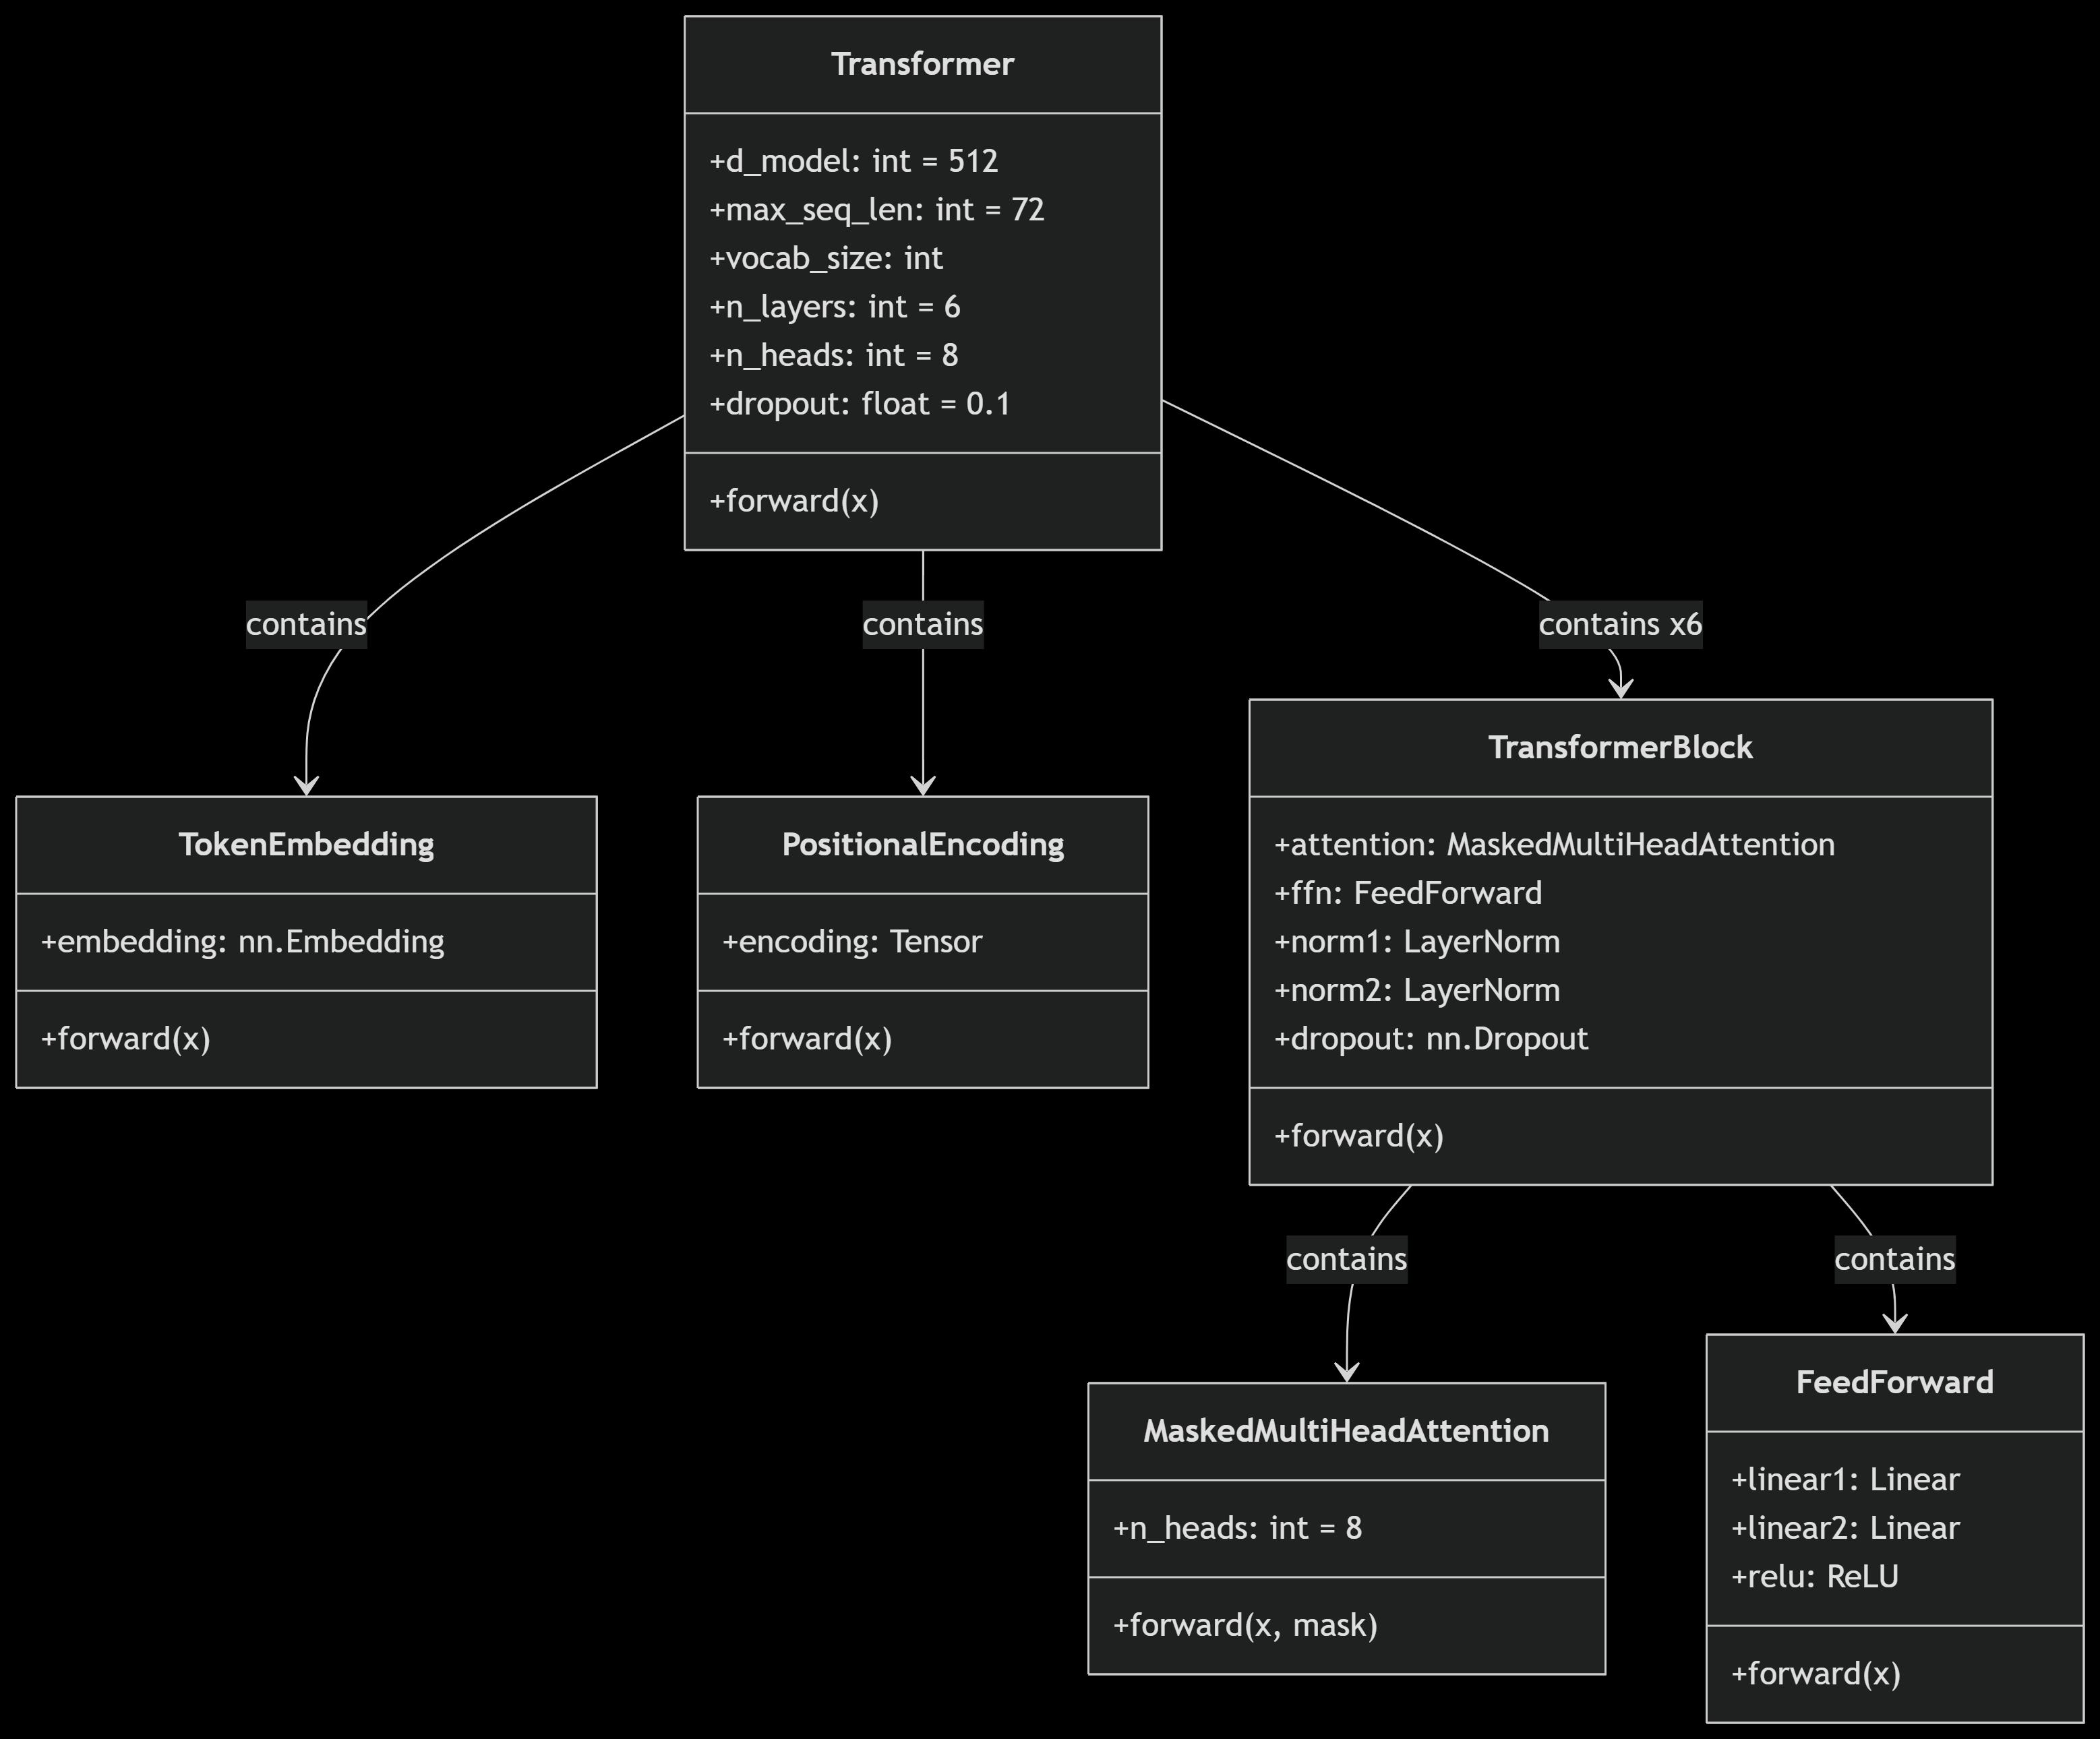 Transformer
+d_model: int = 512
+max_seq_len: int = 72
+vocab_size: int
+n_layers: int = 6
+n_heads: int = 8
+dropout: float = 0.1
+forward(x)
contains
contains
contains x6
TokenEmbedding
+embedding: nn.Embedding
+forward(x)
PositionalEncoding
+encoding: Tensor
+forward(x)
TransformerBlock
+attention: MaskedMultiHeadAttention
+ffn: FeedForward
+norm1: LayerNorm
+norm2: LayerNorm
+dropout: nn.Dropout
+forward(x)
contains
contains
MaskedMultiHeadAttention
+n_heads: int = 8
+forward(x, mask)
FeedForward
+linear1: Linear
+linear2: Linear
+relu: ReLU
+forward(x)